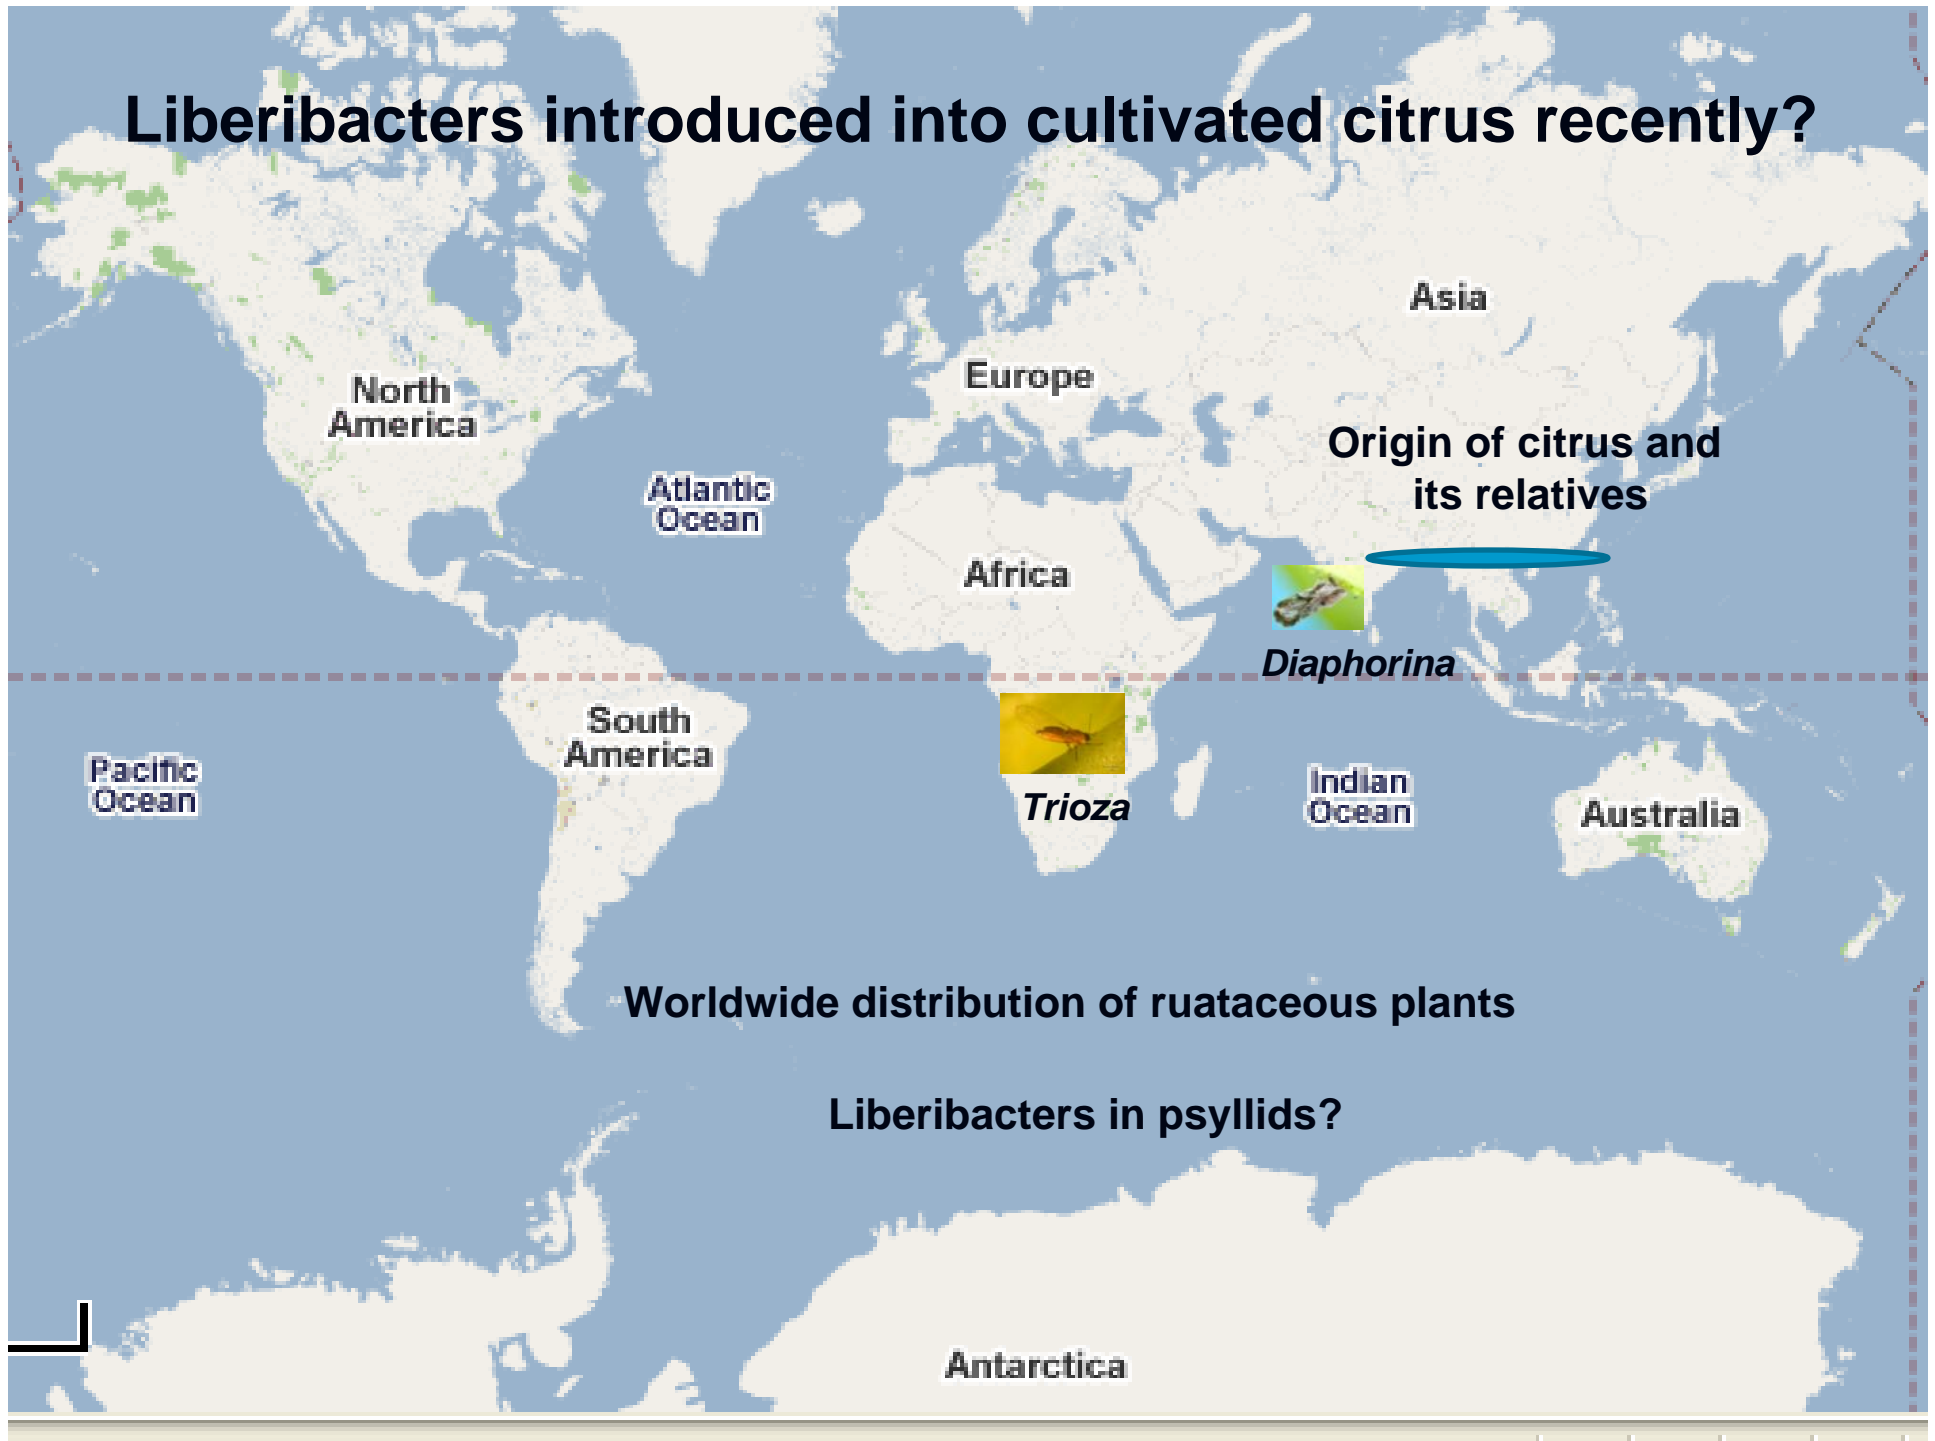 Liberibacters introduced into cultivated citrus recently?
Asia
Europe
North
America
Origin of citrus and
its relatives
Atlantic
Ocean
Africa
Diaphorina
South
America
Trioza
Pacific
Ocean
Indian
Ocean
Australia
Worldwide distribution of ruataceous plants
Liberibacters in psyllids?
Antarctica